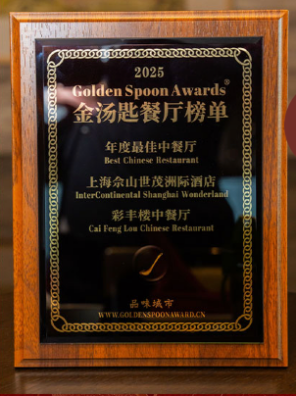 2025
Golden Spoon Awards®
金汤匙餐厅榜单
年度最佳中餐厅
Best Chinese Restaurant
上海佘山世茂洲际酒店
InterContinental Shanghai Wonderland
彩丰楼中餐厅
Cai Feng Lou Chinese Restaurant
品味城市
WWW.GOLDENSPOONAWARD.CN